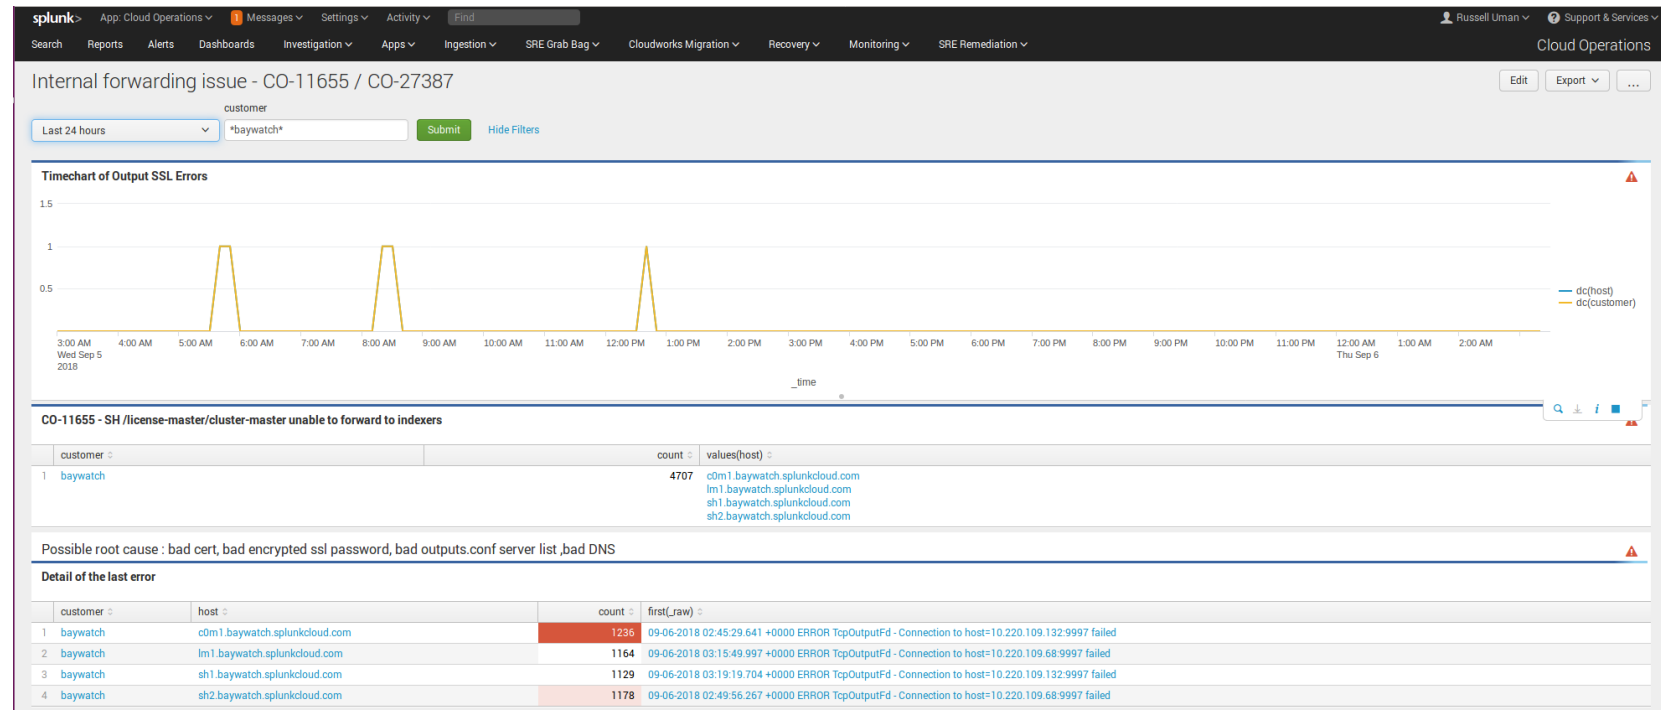 splunk> App: Cloud Operations 1 Messages Settings Activity Find Russell Uman Support & Services
Search Reports Alerts Dashboards Investigation Apps Ingestion SRE Grab Bag Cloudworks Migration Recovery Monitoring SRE Remediation Cloud Operations
Internal forwarding issue - CO-11655 / CO-27387 Edit Export ...
customer
Last 24 hours *baywatch* Submit Hide Filters
Timechart of Output SSL Errors
1.5
1
0.5
dc(host)
dc(customer)
3:00 AM 4:00 AM 5:00 AM 6:00 AM 7:00 AM 8:00 AM 9:00 AM 10:00 AM 11:00 AM 12:00 PM 1:00 PM 2:00 PM 3:00 PM 4:00 PM 5:00 PM 6:00 PM 7:00 PM 8:00 PM 9:00 PM 10:00 PM 11:00 PM 12:00 AM 1:00 AM 2:00 AM
Wed Sep 5 Thu Sep 6
2018
_time
CO-11655 - SH /license-master/cluster-master unable to forward to indexers
customer count values(host)
1 baywatch 4707 c0m1.baywatch.splunkcloud.com
lm1.baywatch.splunkcloud.com
sh1.baywatch.splunkcloud.com
sh2.baywatch.splunkcloud.com
Possible root cause : bad cert, bad encrypted ssl password, bad outputs.conf server list ,bad DNS
Detail of the last error
customer host count first(_raw)
1 baywatch c0m1.baywatch.splunkcloud.com 1236 09-06-2018 02:45:29.641 +0000 ERROR TcpOutputFd - Connection to host=10.220.109.132:9997 failed
2 baywatch lm1.baywatch.splunkcloud.com 1164 09-06-2018 03:15:49.997 +0000 ERROR TcpOutputFd - Connection to host=10.220.109.68:9997 failed
3 baywatch sh1.baywatch.splunkcloud.com 1129 09-06-2018 03:19:19.704 +0000 ERROR TcpOutputFd - Connection to host=10.220.109.132:9997 failed
4 baywatch sh2.baywatch.splunkcloud.com 1178 09-06-2018 02:49:56.267 +0000 ERROR TcpOutputFd - Connection to host=10.220.109.68:9997 failed